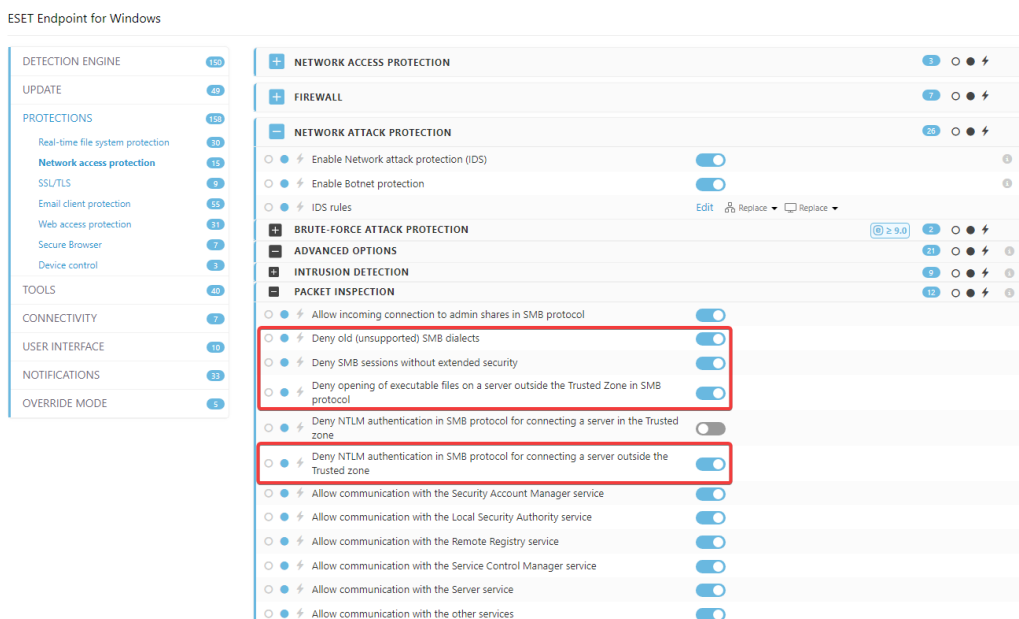 ESET Endpoint for Windows
DETECTION ENGINE 150
UPDATE 49
PROTECTIONS 158
Real-time file system protection 30
Network access protection 15
SSL/TLS 9
Email client protection 55
Web access protection 31
Secure Browser 7
Device control 3
TOOLS 40
CONNECTIVITY 7
USER INTERFACE 10
NOTIFICATIONS 33
OVERRIDE MODE 5
NETWORK ACCESS PROTECTION 3
FIREWALL 7
NETWORK ATTACK PROTECTION 26
Enable Network attack protection (IDS)
Enable Botnet protection
IDS rules Edit Replace Replace
BRUTE-FORCE ATTACK PROTECTION ≥ 9.0 2
ADVANCED OPTIONS 21
INTRUSION DETECTION 9
PACKET INSPECTION 12
Allow incoming connection to admin shares in SMB protocol
Deny old (unsupported) SMB dialects
Deny SMB sessions without extended security
Deny opening of executable files on a server outside the Trusted Zone in SMB
protocol
Deny NTLM authentication in SMB protocol for connecting a server in the Trusted
zone
Deny NTLM authentication in SMB protocol for connecting a server outside the
Trusted zone
Allow communication with the Security Account Manager service
Allow communication with the Local Security Authority service
Allow communication with the Remote Registry service
Allow communication with the Service Control Manager service
Allow communication with the Server service
Allow communication with the other services